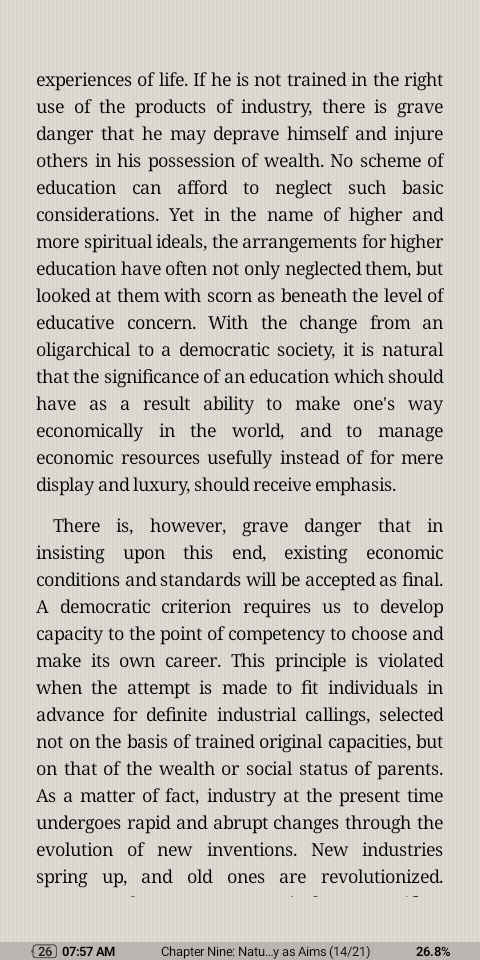 experiences of life. If he is not trained in the right
use of the products of industry, there is grave
danger that he may deprave himself and injure
others in his possession of wealth. No scheme of
education can afford to neglect such basic
considerations. Yet in the name of higher and
more spiritual ideals, the arrangements for higher
education have often not only neglected them, but
looked at them with scorn as beneath the level of
educative concern. With the change from an
oligarchical to a democratic society, it is natural
that the significance of an education which should
have as a result ability to make one's way
economically in the world, and to manage
economic resources usefully instead of for mere
display and luxury, should receive emphasis.
There is, however, grave danger that in
insisting upon this end, existing economic
conditions and standards will be accepted as final.
A democratic criterion requires us to develop
capacity to the point of competency to choose and
make its own career. This principle is violated
when the attempt is made to fit individuals in
advance for definite industrial callings, selected
not on the basis of trained original capacities, but
on that of the wealth or social status of parents.
As a matter of fact, industry at the present time
undergoes rapid and abrupt changes through the
evolution of new inventions. New industries
spring up, and old ones are revolutionized.
26 07:57 AM Chapter Nine: Natu...y as Aims (14/21) 26.8%